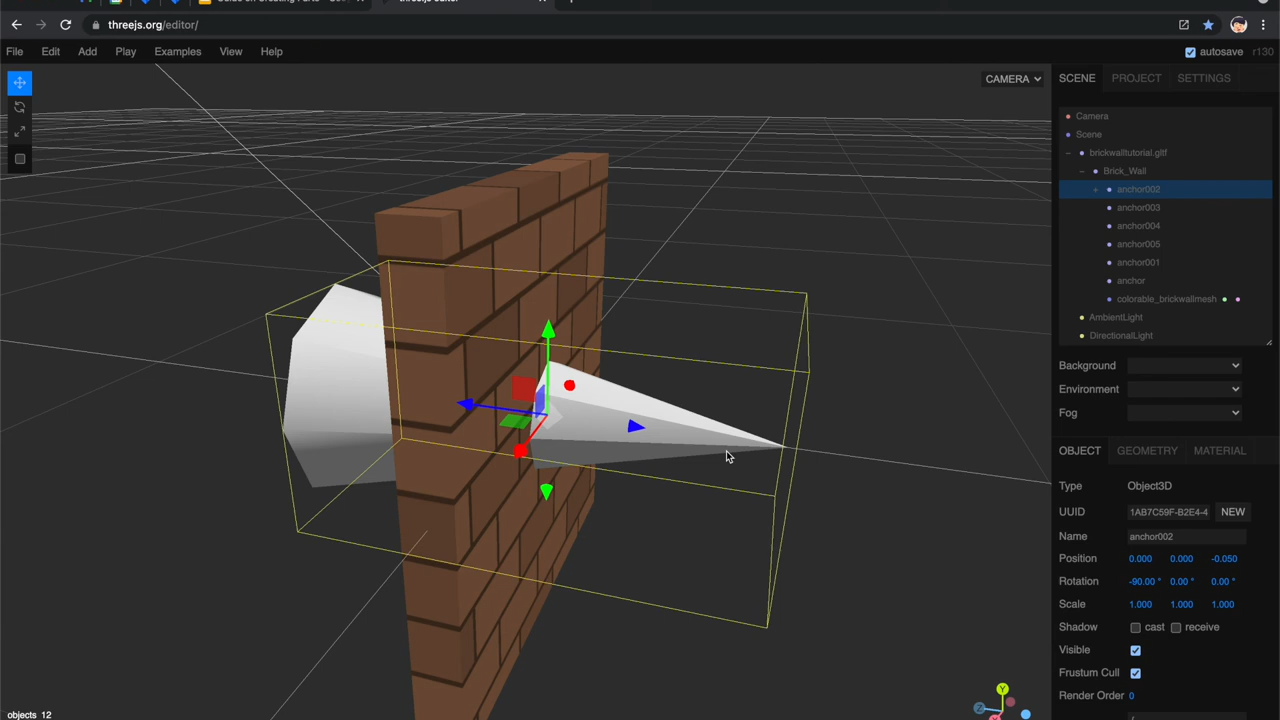 threejs.org/editor/
File Edit Add Play Examples View Help
autosave r130
CAMERA
SCENE PROJECT SETTINGS
Camera
Scene
brickwalltutorial.gltf
Brick_Wall
anchor002
anchor003
anchor004
anchor005
anchor001
anchor
colorable_brickwallmesh
AmbientLight
DirectionalLight
Background
Environment
Fog
OBJECT GEOMETRY MATERIAL
Type Object3D
UUID 1AB7C59F-B2E4-4 NEW
Name anchor002
Position 0.000 0.000 -0.050
Rotation -90.00 ° 0.00 ° 0.00 °
Scale 1.000 1.000 1.000
Shadow cast receive
Visible
Frustum Cull
Render Order 0
Y
Z
objects 12